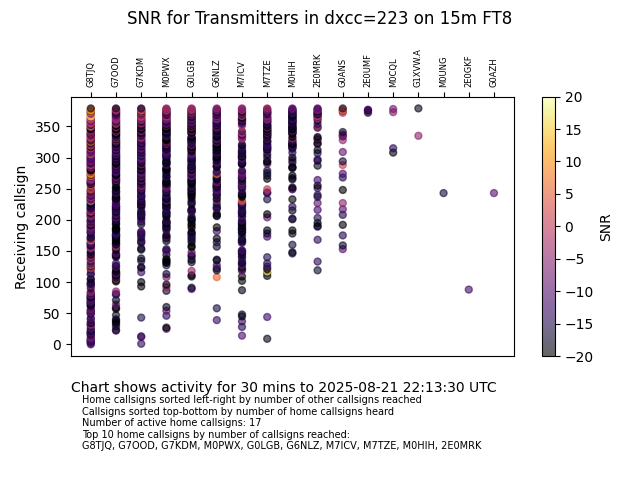 SNR for Transmitters in dxcc=223 on 15m FT8
G8TJQ G7OOD G7KDM M0PWX G0LGB G6NLZ M7ICV M7TZE M0HIH 2E0MRK G0ANS 2E0UMF M0CQL G1XVW.A M0UNG 2E0GKF G0AZH
Receiving callsign
350
300
250
200
150
100
50
0
20
15
10
5
0
−5
−10
−15
−20
SNR
Chart shows activity for 30 mins to 2025-08-21 22:13:30 UTC
Home callsigns sorted left-right by number of other callsigns reached
Callsigns sorted top-bottom by number of home callsigns heard
Number of active home callsigns: 17
Top 10 home callsigns by number of callsigns reached:
G8TJQ, G7OOD, G7KDM, M0PWX, G0LGB, G6NLZ, M7ICV, M7TZE, M0HIH, 2E0MRK